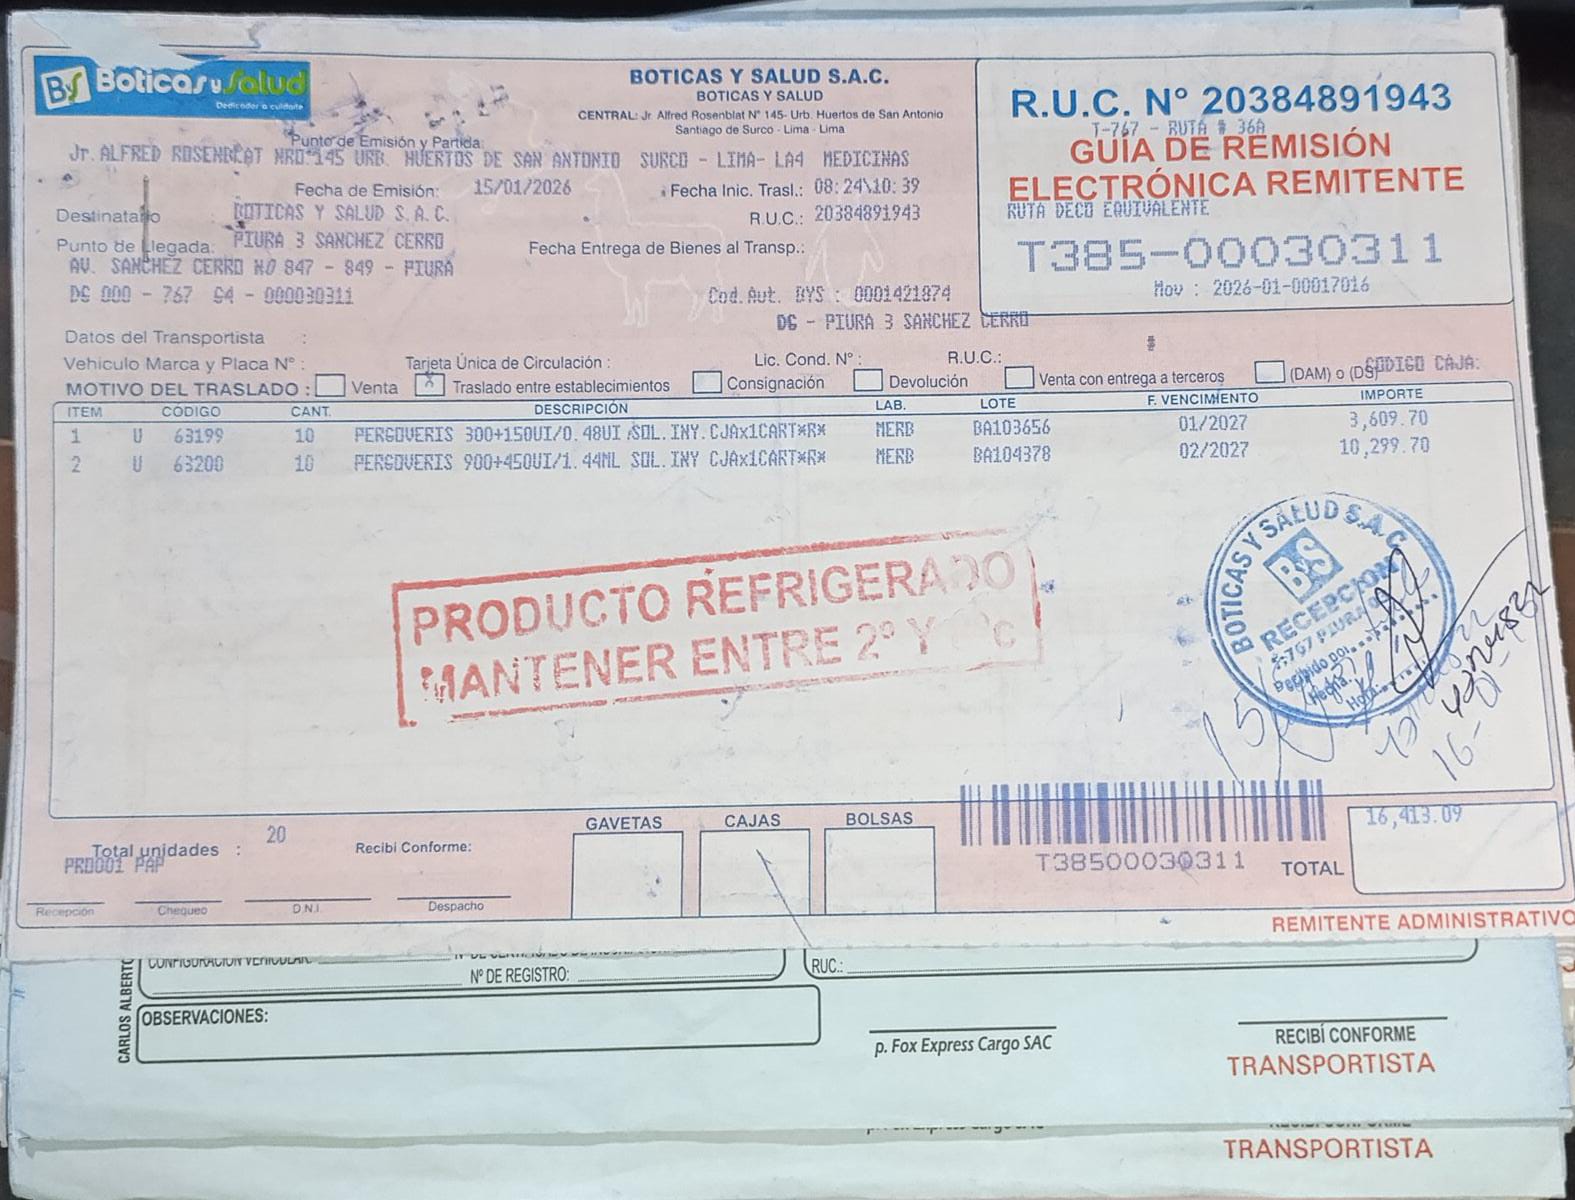 BS Boticas y Salud
Dedicados a cuidarte
BOTICAS Y SALUD S.A.C.
BOTICAS Y SALUD
CENTRAL: Jr. Alfred Rosenblat N° 145- Urb. Huertos de San Antonio
Santiago de Surco - Lima - Lima
R.U.C. N° 20384891943
T-767 - RUTA # 36A
GUIA DE REMISIÓN
ELECTRÓNICA REMITENTE
RUTA DECO EQUIVALENTE
T385-00030311
Mov : 2026-01-00017016
Punto de Emisión y Partida:
Jr. ALFRED ROSENBLAT NRO 145 URB. HUERTOS DE SAN ANTONIO SURCO - LIMA- LA4 MEDICINAS
Fecha de Emisión: 15/01/2026 Fecha Inic. Trasl.: 08:24\10:39
Destinatario : BOTICAS Y SALUD S.A.C. R.U.C.: 20384891943
Punto de Llegada: PIURA 3 SANCHEZ CERRO Fecha Entrega de Bienes al Transp.:
AV. SANCHEZ CERRO NO 847 - 849 - PIURA
DG 000 - 767 G4 - 000030311 Cod.Aut. BYS : 0001421874
DG - PIURA 3 SANCHEZ CERRO
Datos del Transportista :
Vehiculo Marca y Placa N° : Tarjeta Única de Circulación : Lic. Cond. N° : R.U.C.: #
MOTIVO DEL TRASLADO : Venta X Traslado entre establecimientos Consignación Devolución Venta con entrega a terceros (DAM) o (DS) CODIGO CAJA:
ITEM CÓDIGO CANT. DESCRIPCIÓN LAB. LOTE F. VENCIMIENTO IMPORTE
1 U 63199 10 PERGOVERIS 300+150UI/0.48UI SOL.INY.CJAx1CART*R* MERB BA103656 01/2027 3,609.70
2 U 63200 10 PERGOVERIS 900+450UI/1.44ML SOL.INY CJAx1CART*R* MERB BA104378 02/2027 10,299.70
PRODUCTO REFRIGERADO
MANTENER ENTRE 2° Y °C
BOTICAS Y SALUD S.A.C.
BS
RECEPCION
Recibido por
Fecha
Hora
16-01-
GAVETAS CAJAS BOLSAS
Total unidades : 20 Recibi Conforme:
PRD001 PAP
T38500030311
TOTAL 16,413.09
Recepción Chequeo D.N.I. Despacho
REMITENTE ADMINISTRATIVO
CARLOS ALBERTO
CONFIGURACION VEHICULAR:
N° DE REGISTRO:
RUC.:
OBSERVACIONES:
p. Fox Express Cargo SAC
RECIBÍ CONFORME
TRANSPORTISTA
TRANSPORTISTA